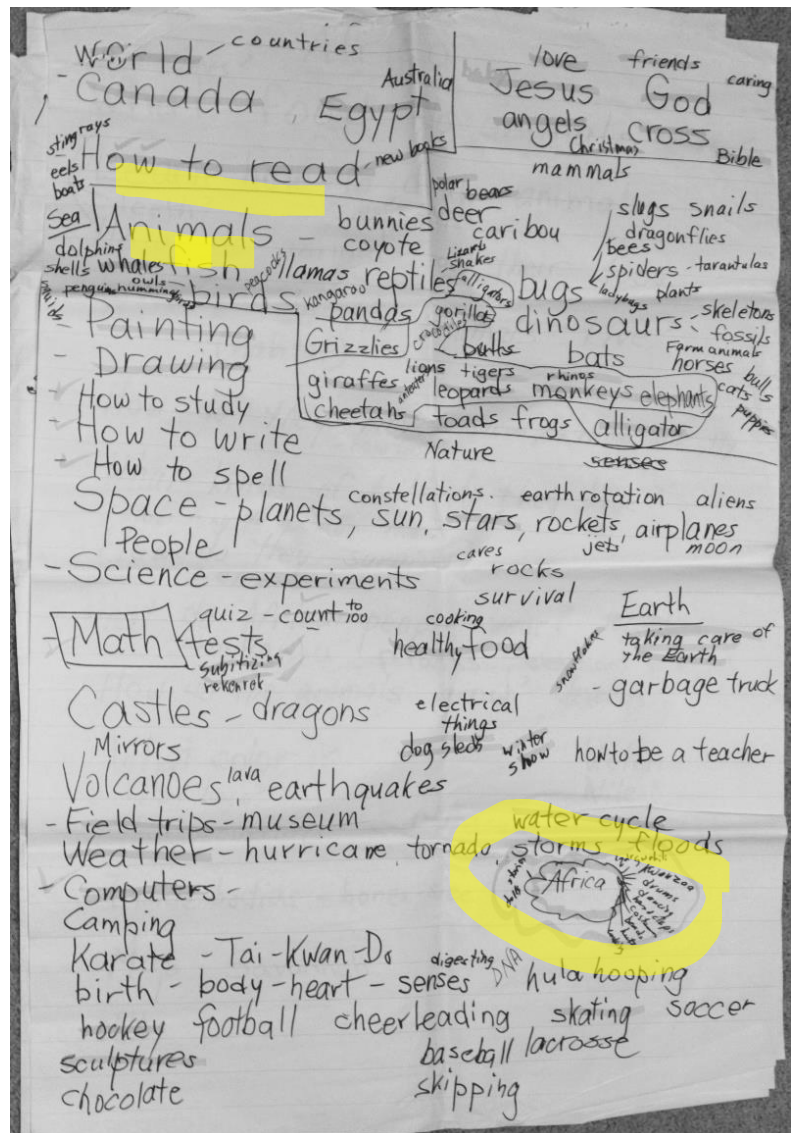 World - countries
- Canada, Egypt Australia
love friends
Jesus God caring
angels cross
Christmas Bible
stingrays
eels
boats
How to read new books
mammals
Sea Animals - bunnies polar bears
coyote deer caribou
slugs snails
dragonflies
bees
spiders - tarantulas
ladybugs plants
dolphins
shells whales fish peacocks llamas reptiles lizards snakes alligators bugs
penguins owls hummingbirds birds kangaroo
squids
pandas gorillas dinosaurs - skeletons
fossils
- Painting
Grizzlies crocodiles bulls bats Farm animals
- Drawing
horses bulls
lions tigers rhinos cats
giraffes anteaters leopards monkeys elephants puppies
- How to study
cheetahs toads frogs alligator
- How to write
Nature senses
- How to spell
Space - planets, sun, stars, rockets, airplanes
constellations. earth rotation aliens
jets moon
People
caves
rocks
- Science - experiments
survival
Earth
- Math quiz - count to 100
tests
subitizing
rekenrek
cooking
healthy food
snowflakes
taking care of
the Earth
- garbage truck
Castles - dragons
electrical
things
Mirrors
dog sleds winter show how to be a teacher
Volcanoes, lava earthquakes
- Field trips - museum
water cycle
Weather - hurricane, tornado, storms floods
- Computers -
Africa
Kwanzaa
drums
dancing
Camping
Karate - Tai-Kwan-Do
digesting DNA hula hooping
birth - body - heart - senses
hockey football cheerleading skating soccer
sculptures
baseball lacrosse
chocolate
skipping